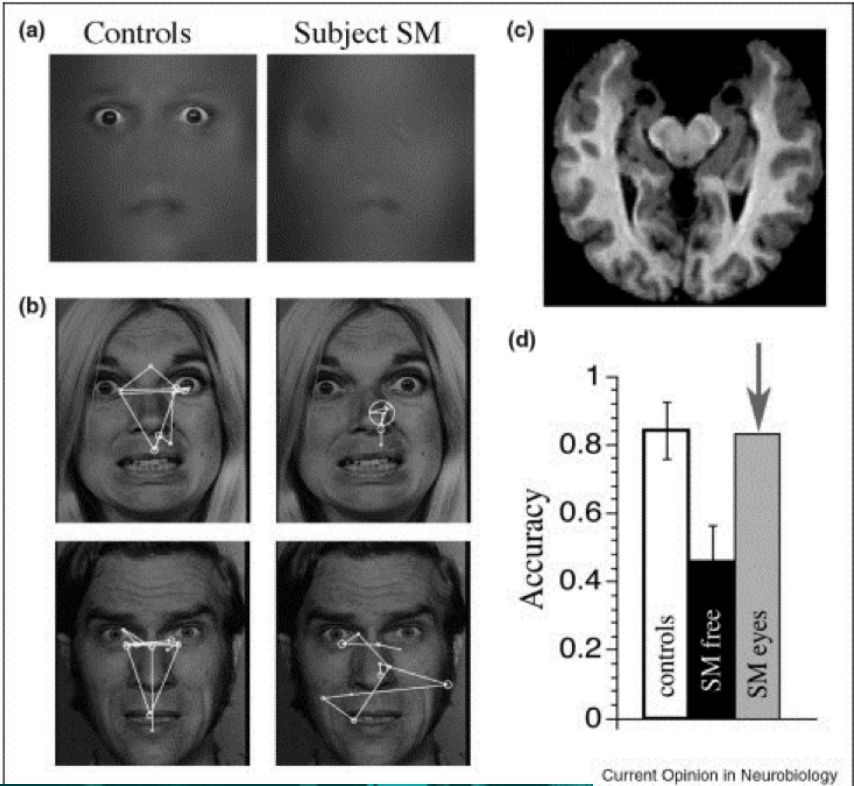 (a) Controls Subject SM
(c)
(b)
(d)
1
0.8
0.6
0.4
0.2
0
Accuracy
controls
SM free
SM eyes
Current Opinion in Neurobiology